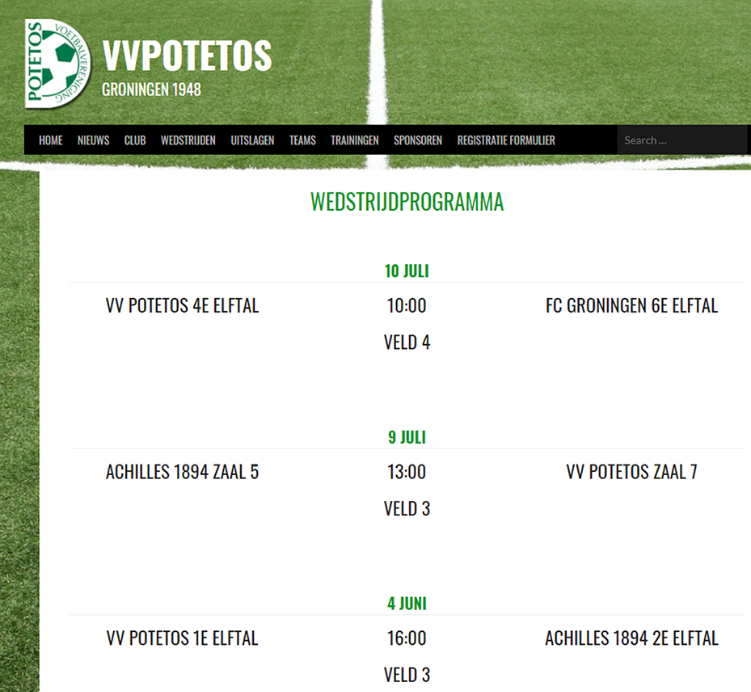 POTETOS
VOETBALVERENIGING
VVPOTETOS
GRONINGEN 1948
HOME NIEUWS CLUB WEDSTRIJDEN UITSLAGEN TEAMS TRAININGEN SPONSOREN REGISTRATIE FORMULIER Search ...
WEDSTRIJDPROGRAMMA
10 JULI
VV POTETOS 4E ELFTAL 10:00 FC GRONINGEN 6E ELFTAL
VELD 4
9 JULI
ACHILLES 1894 ZAAL 5 13:00 VV POTETOS ZAAL 7
VELD 3
4 JUNI
VV POTETOS 1E ELFTAL 16:00 ACHILLES 1894 2E ELFTAL
VELD 3